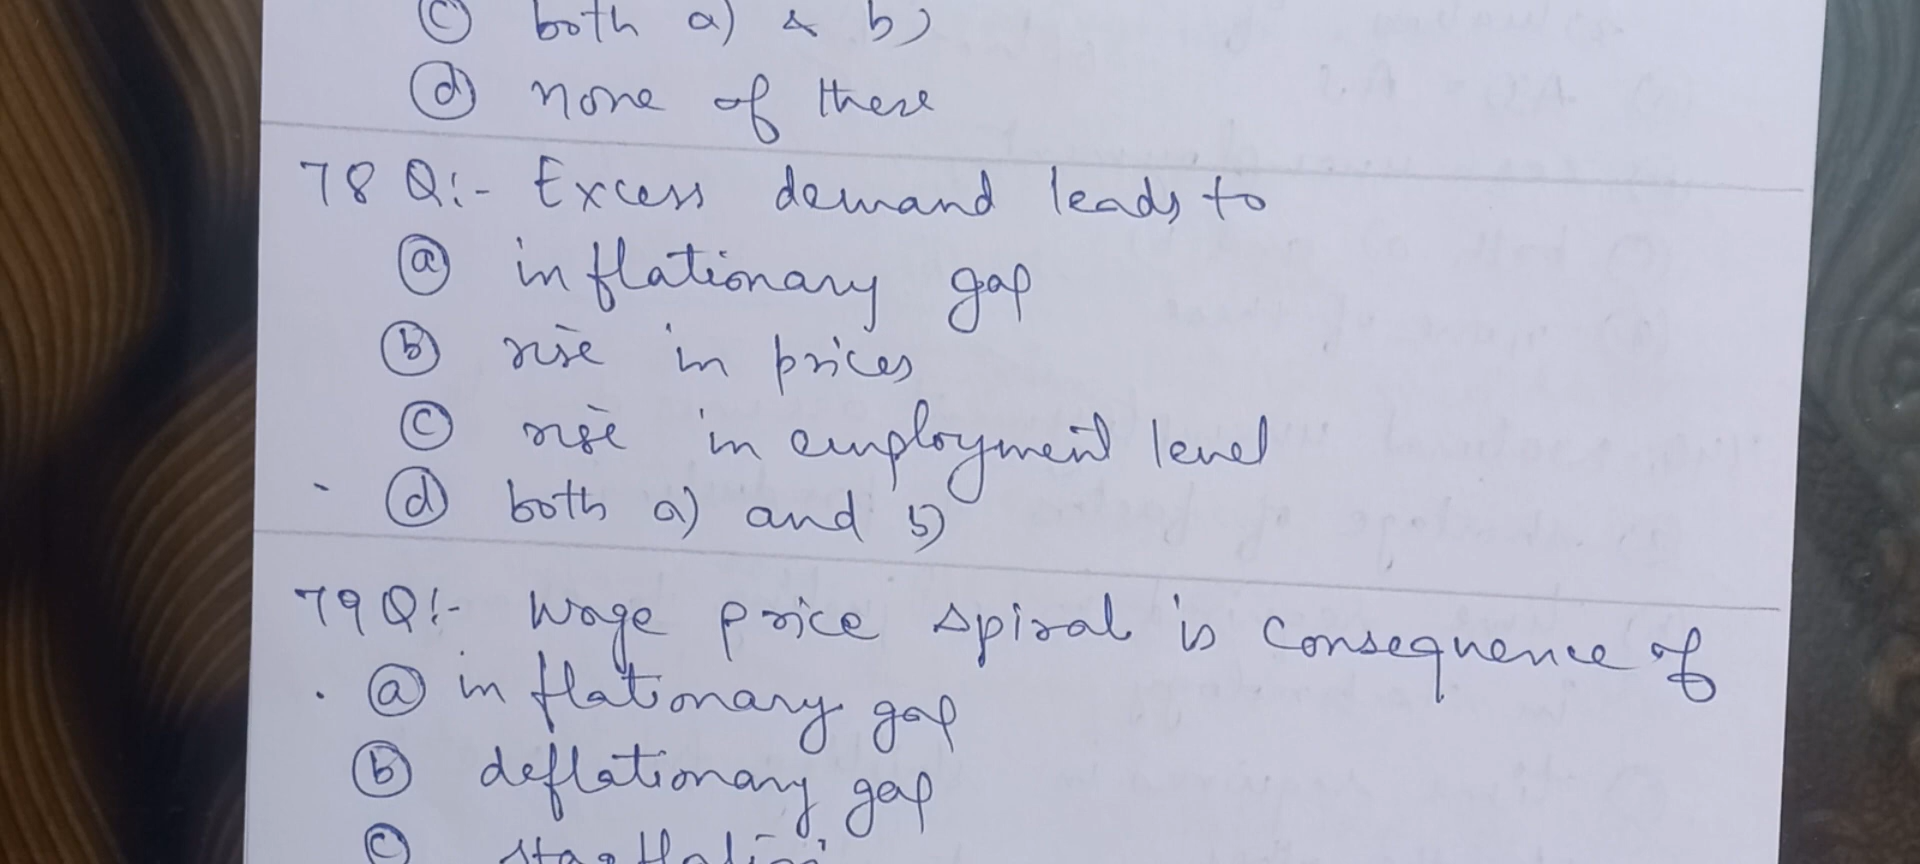 (c) both a) & b)
(d) none of these
78 Q:- Excess demand leads to
(a) inflationary gap
(b) rise in prices
(c) rise in employment level
(d) both a) and b)
79 Q:- Wage price spiral is consequence of
(a) inflationary gap
(b) deflationary gap
(c)